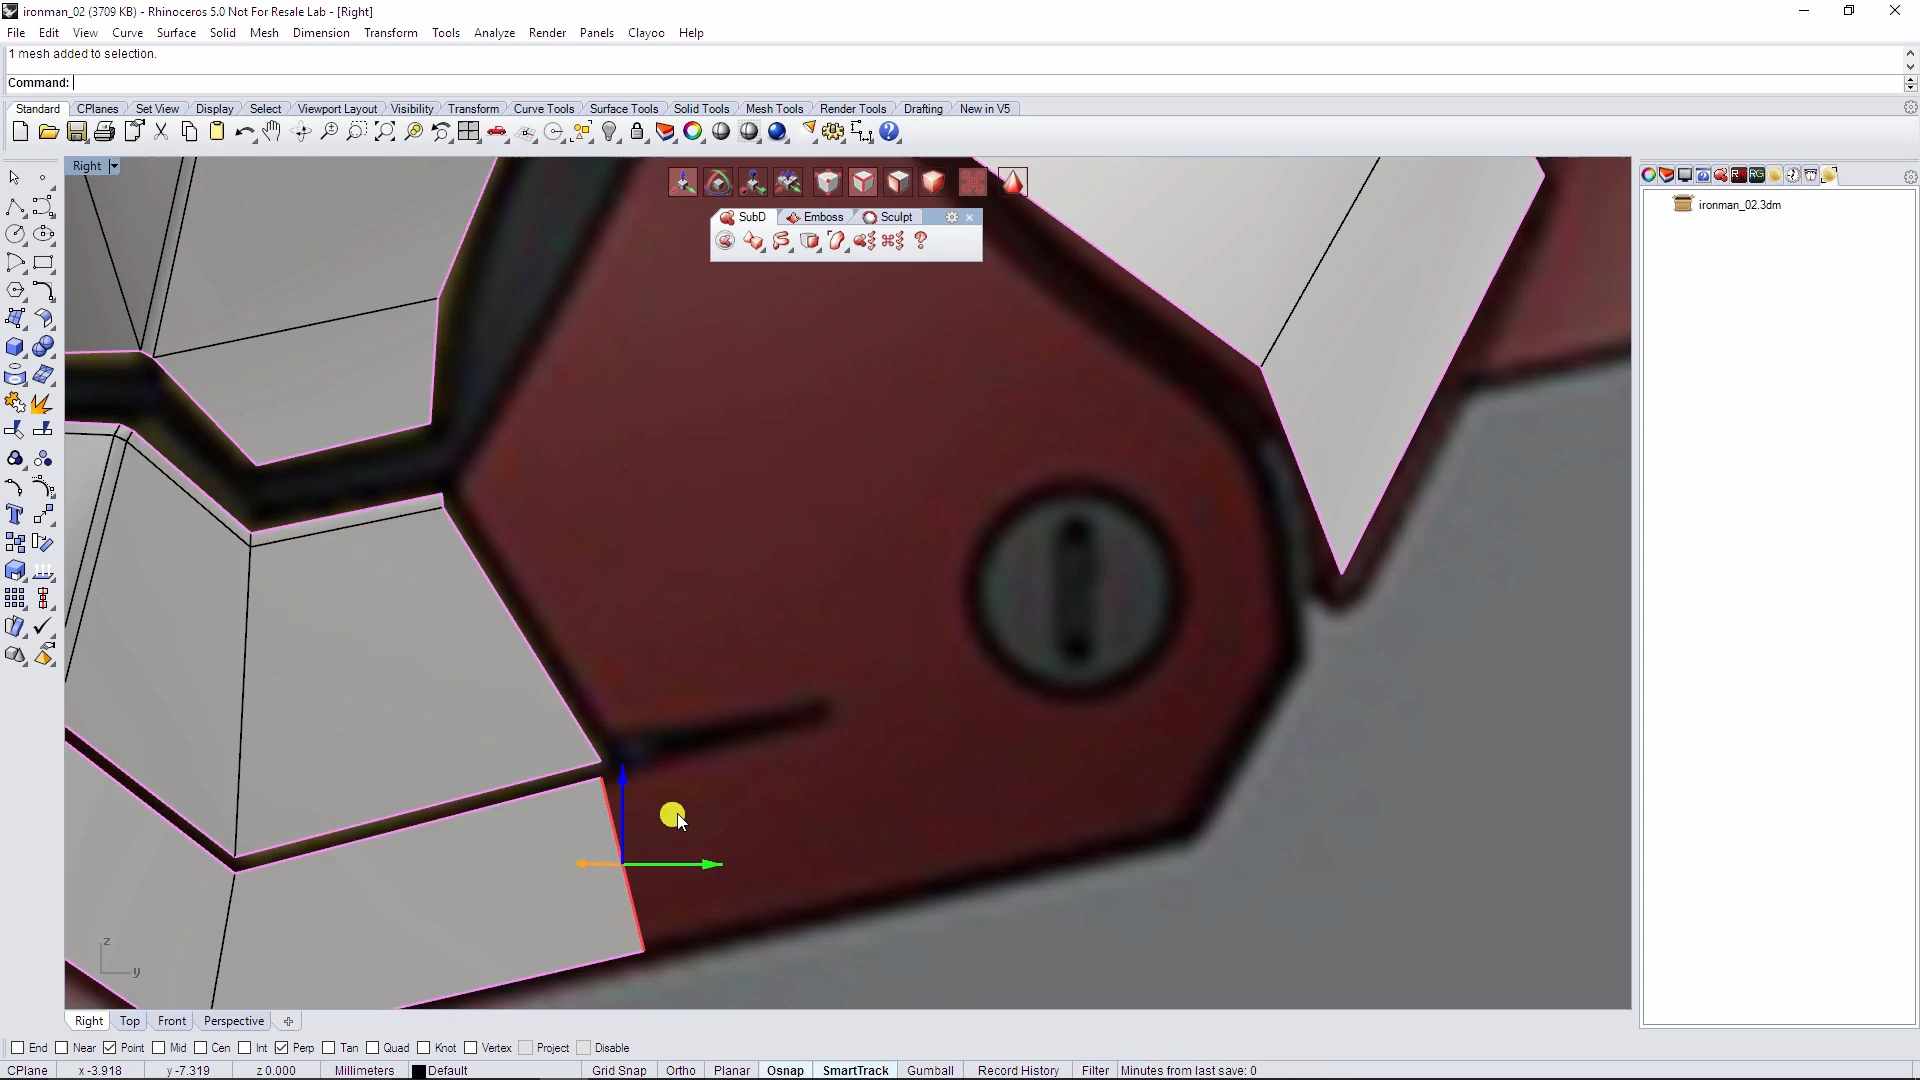 ironman_02 (3709 KB) - Rhinoceros 5.0 Not For Resale Lab - [Right]
File Edit View Curve Surface Solid Mesh Dimension Transform Tools Analyze Render Panels Clayoo Help
1 mesh added to selection.
Command:
Standard CPlanes Set View Display Select Viewport Layout Visibility Transform Curve Tools Surface Tools Solid Tools Mesh Tools Render Tools Drafting New in V5
Right
SubD Emboss Sculpt
ironman_02.3dm
z
y
Right Top Front Perspective
End Near Point Mid Cen Int Perp Tan Quad Knot Vertex Project Disable
CPlane x -3.918 y -7.319 z 0.000 Millimeters Default Grid Snap Ortho Planar Osnap SmartTrack Gumball Record History Filter Minutes from last save: 0